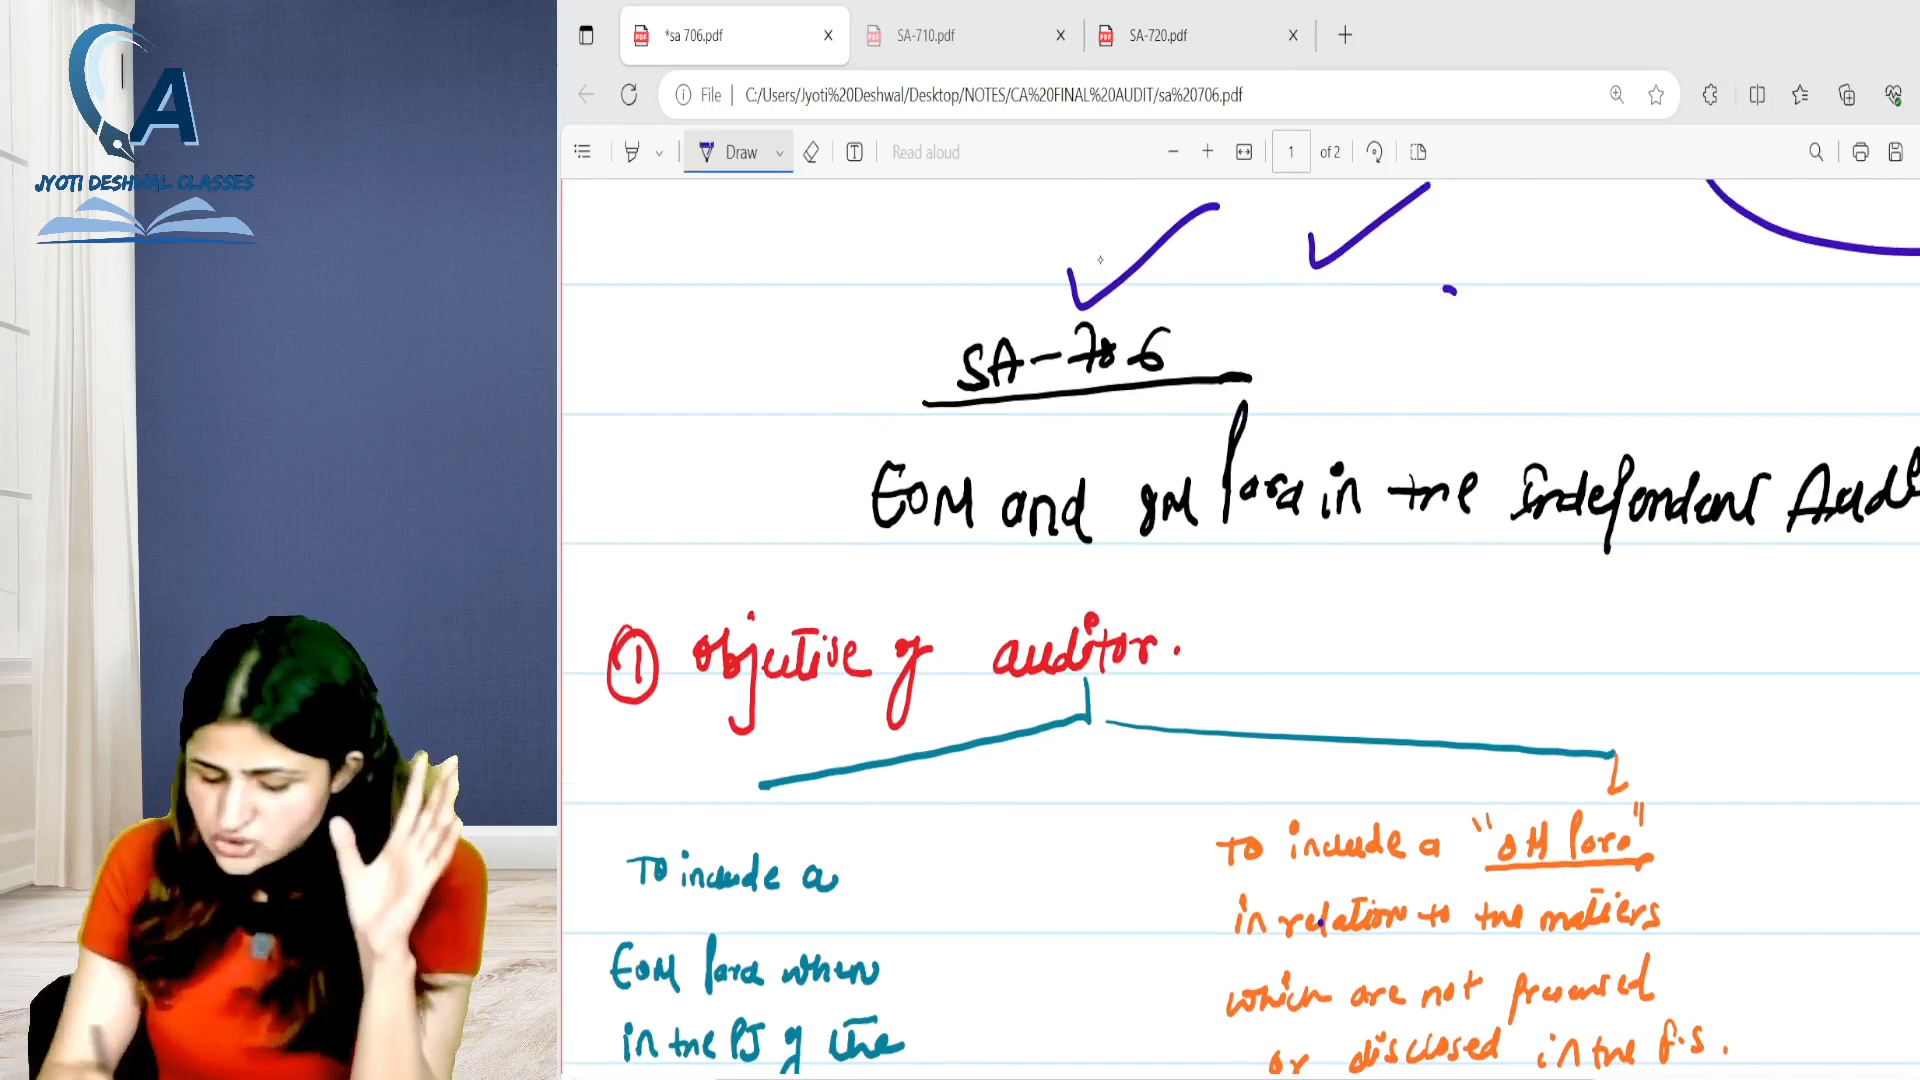 CA
JYOTI DESHWAL CLASSES
*sa 706.pdf
SA-710.pdf
SA-720.pdf
File
C:/Users/Jyoti%20Deshwal/Desktop/NOTES/CA%20FINAL%20AUDIT/sa%20706.pdf
Draw
Read aloud
1 of 2
SA-706
EOM and OM Para in the Independent Audi
① Objective of auditor.
To include a
EOM Para when
in the PJ of the
To include a "OM Para"
in relation to the matters
which are not presented
or disclosed in the f.s.